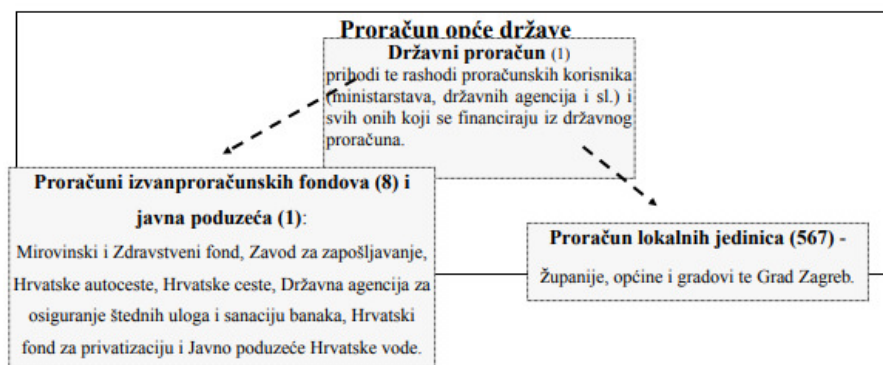 Proračun opće države
Državni proračun (1)
prihodi te rashodi proračunskih korisnika
(ministarstava, državnih agencija i sl.) i
svih onih koji se financiraju iz državnog
proračuna.
Proračuni izvanproračunskih fondova (8) i
javna poduzeća (1):
Mirovinski i Zdravstveni fond, Zavod za zapošljavanje,
Hrvatske autoceste, Hrvatske ceste, Državna agencija za
osiguranje štednih uloga i sanaciju banaka, Hrvatski
fond za privatizaciju i Javno poduzeće Hrvatske vode.
Proračun lokalnih jedinica (567) -
Županije, općine i gradovi te Grad Zagreb.